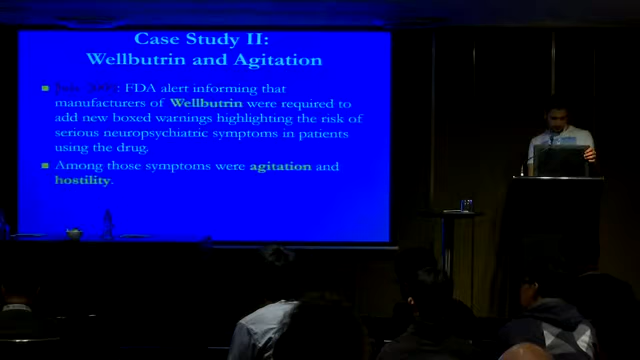 Case Study II:
Wellbutrin and Agitation
: FDA alert informing that
manufacturers of Wellbutrin were required to
add new boxed warnings highlighting the risk of
serious neuropsychiatric symptoms in patients
using the drug.
Among those symptoms were agitation and
hostility.